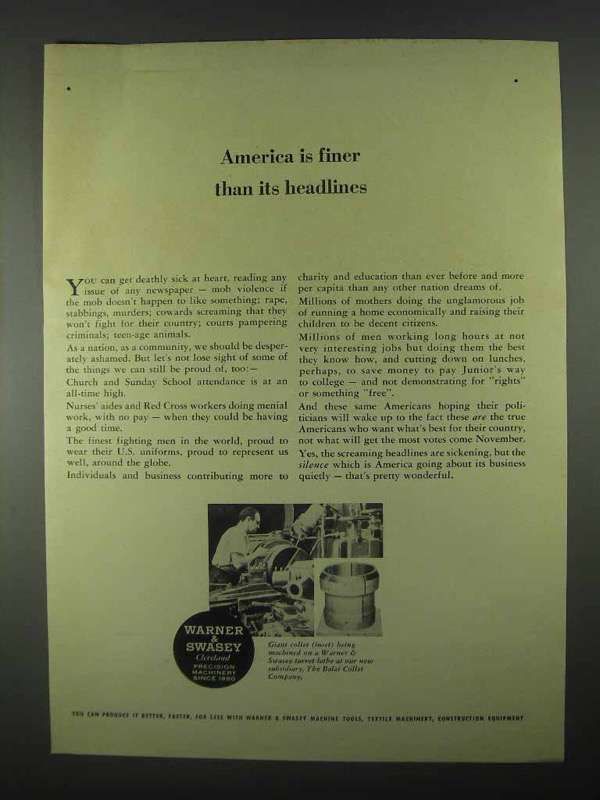 America is finer
than its headlines
YOU can get deathly sick at heart, reading any
issue of any newspaper — mob violence if
the mob doesn't happen to like something; rape,
stabbings, murders; cowards screaming that they
won't fight for their country; courts pampering
criminals; teen-age animals.
As a nation, as a community, we should be desper-
ately ashamed. But let's not lose sight of some of
the things we can still be proud of, too:—
Church and Sunday School attendance is at an
all-time high.
Nurses' aides and Red Cross workers doing menial
work, with no pay — when they could be having
a good time.
The finest fighting men in the world, proud to
wear their U.S. uniforms, proud to represent us
well, around the globe.
Individuals and business contributing more to
charity and education than ever before and more
per capita than any other nation dreams of.
Millions of mothers doing the unglamorous job
of running a home economically and raising their
children to be decent citizens.
Millions of men working long hours at not
very interesting jobs but doing them the best
they know how, and cutting down on lunches,
perhaps, to save money to pay Junior's way
to college — and not demonstrating for "rights"
or something "free".
And these same Americans hoping their poli-
ticians will wake up to the fact these are the true
Americans who want what's best for their country,
not what will get the most votes come November.
Yes, the screaming headlines are sickening, but the
silence which is America going about its business
quietly — that's pretty wonderful.
WARNER
&
SWASEY
Cleveland
PRECISION
MACHINERY
SINCE 1880
Giant collet (inset) being
machined on a Warner &
Swasey turret lathe at our new
subsidiary, The Balas Collet
Company.
YOU CAN PRODUCE IT BETTER, FASTER, FOR LESS WITH WARNER & SWASEY MACHINE TOOLS, TEXTILE MACHINERY, CONSTRUCTION EQUIPMENT